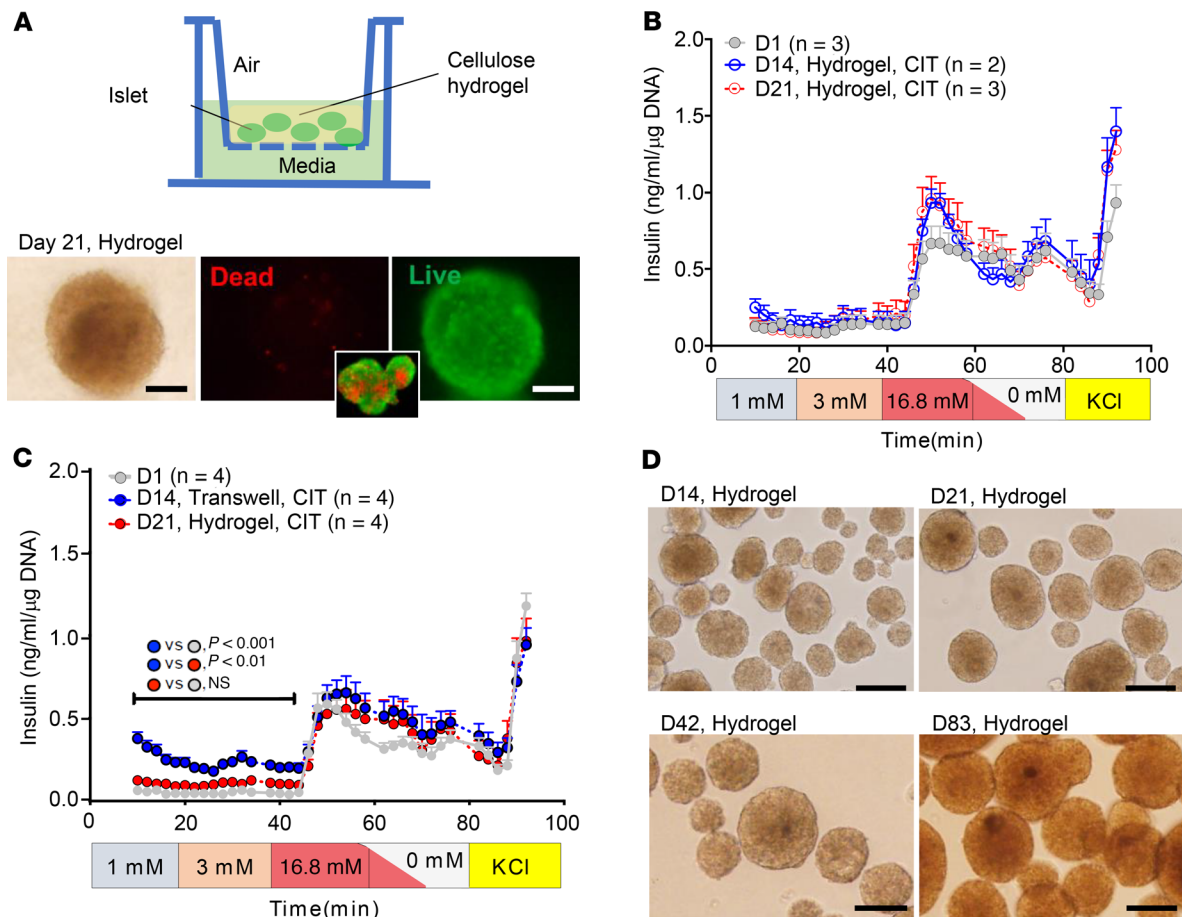 A
Air
Islet
Cellulose
hydrogel
Media
Day 21, Hydrogel
Dead
Live
B
Insulin (ng/ml/μg DNA)
2.0
1.5
1.0
0.5
0.0
D1 (n = 3)
D14, Hydrogel, CIT (n = 2)
D21, Hydrogel, CIT (n = 3)
0 20 40 60 80 100
1 mM 3 mM 16.8 mM 0 mM KCl
Time(min)
C
Insulin (ng/ml/μg DNA)
2.0
1.5
1.0
0.5
0.0
D1 (n = 4)
D14, Transwell, CIT (n = 4)
D21, Hydrogel, CIT (n = 4)
vs , P < 0.001
vs , P < 0.01
vs , NS
0 20 40 60 80 100
1 mM 3 mM 16.8 mM 0 mM KCl
Time(min)
D
D14, Hydrogel
D21, Hydrogel
D42, Hydrogel
D83, Hydrogel